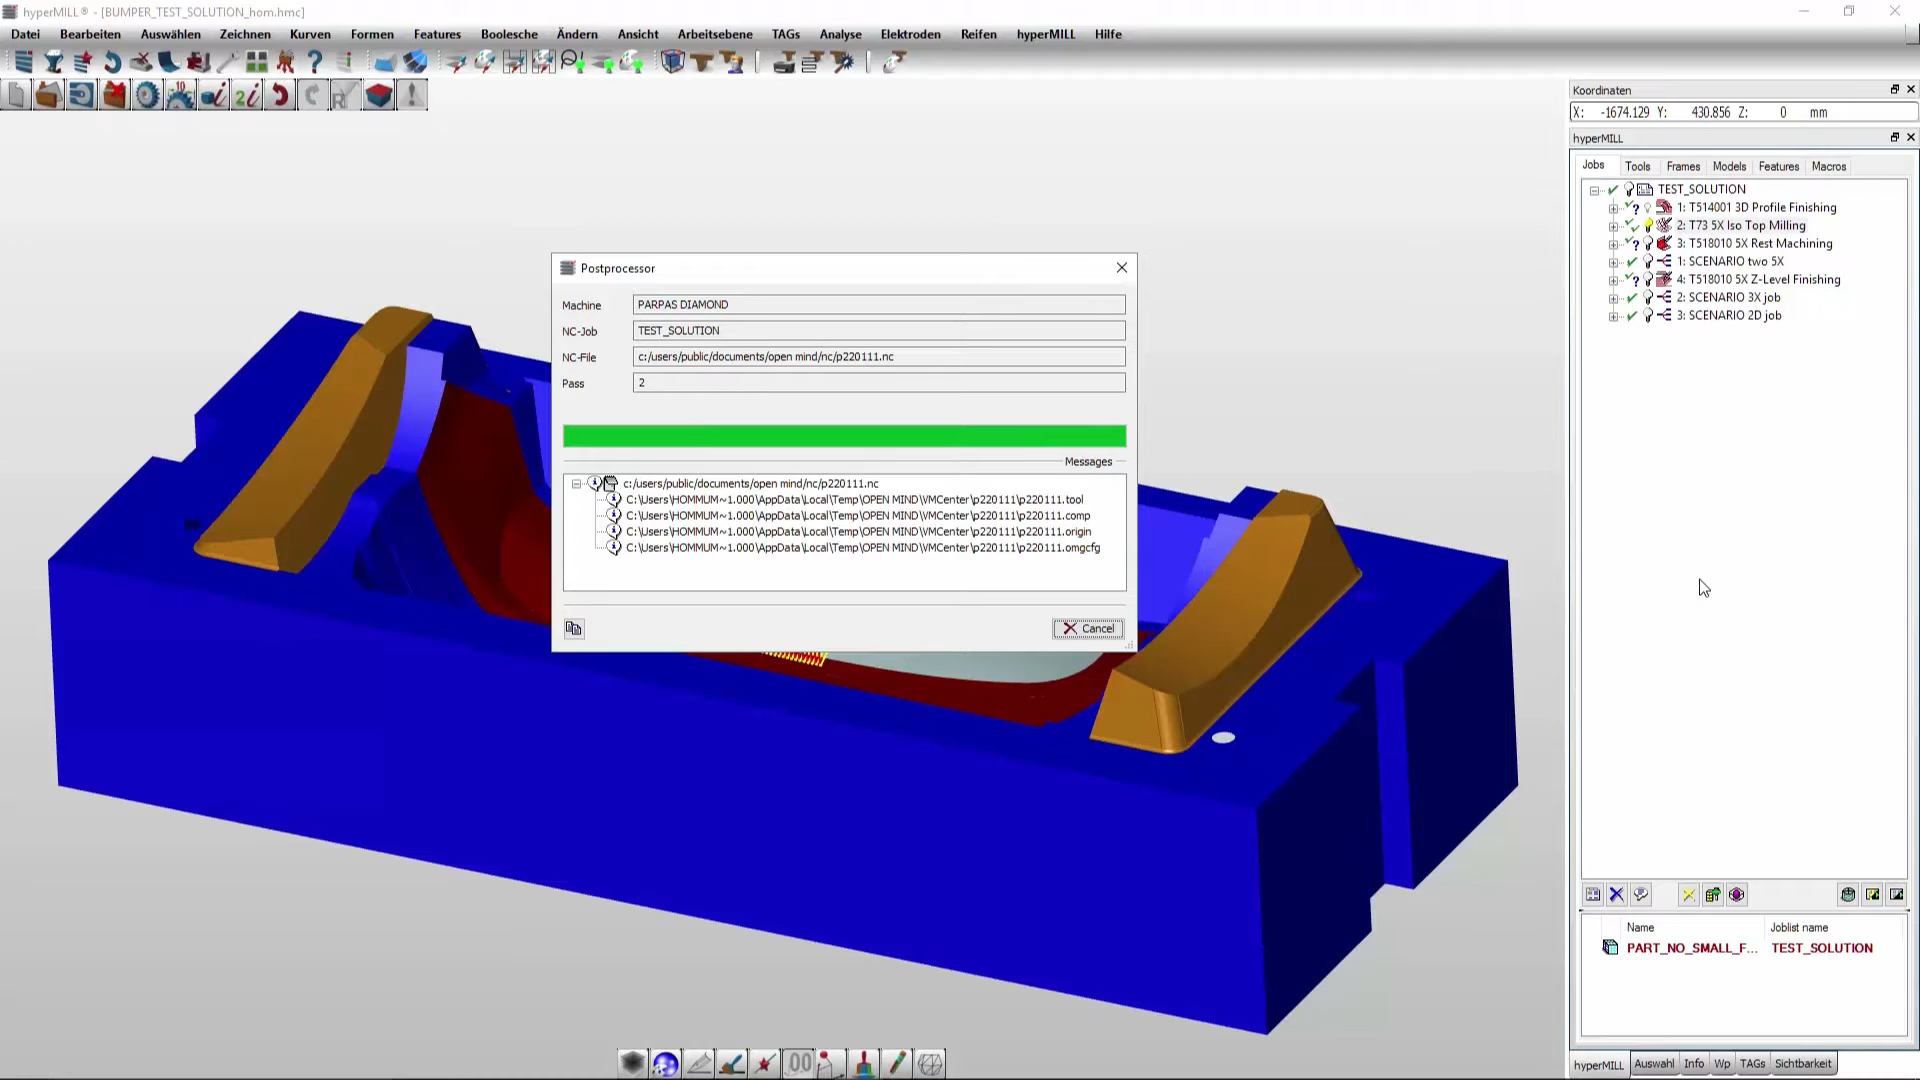 hyperMILL® - [BUMPER_TEST_SOLUTION_hom.hmc]
Datei Bearbeiten Auswählen Zeichnen Kurven Formen Features Boolesche Ändern Ansicht Arbeitsebene TAGs Analyse Elektroden Reifen hyperMILL Hilfe
Koordinaten
X: -1674.129 Y: 430.856 Z: 0 mm
hyperMILL
Jobs Tools Frames Models Features Macros
TEST_SOLUTION
1: T514001 3D Profile Finishing
2: T73 5X Iso Top Milling
3: T518010 5X Rest Machining
1: SCENARIO two 5X
4: T518010 5X Z-Level Finishing
2: SCENARIO 3X job
3: SCENARIO 2D job
Postprocessor
Machine PARPAS DIAMOND
NC-Job TEST_SOLUTION
NC-File c:/users/public/documents/open mind/nc/p220111.nc
Pass 2
Messages
c:/users/public/documents/open mind/nc/p220111.nc
C:\Users\HOMMUM~1.000\AppData\Local\Temp\OPEN MIND\VMCenter\p220111\p220111.tool
C:\Users\HOMMUM~1.000\AppData\Local\Temp\OPEN MIND\VMCenter\p220111\p220111.comp
C:\Users\HOMMUM~1.000\AppData\Local\Temp\OPEN MIND\VMCenter\p220111\p220111.origin
C:\Users\HOMMUM~1.000\AppData\Local\Temp\OPEN MIND\VMCenter\p220111\p220111.omgcfg
Cancel
Name Joblist name
PART_NO_SMALL_F... TEST_SOLUTION
hyperMILL Auswahl Info Wp TAGs Sichtbarkeit